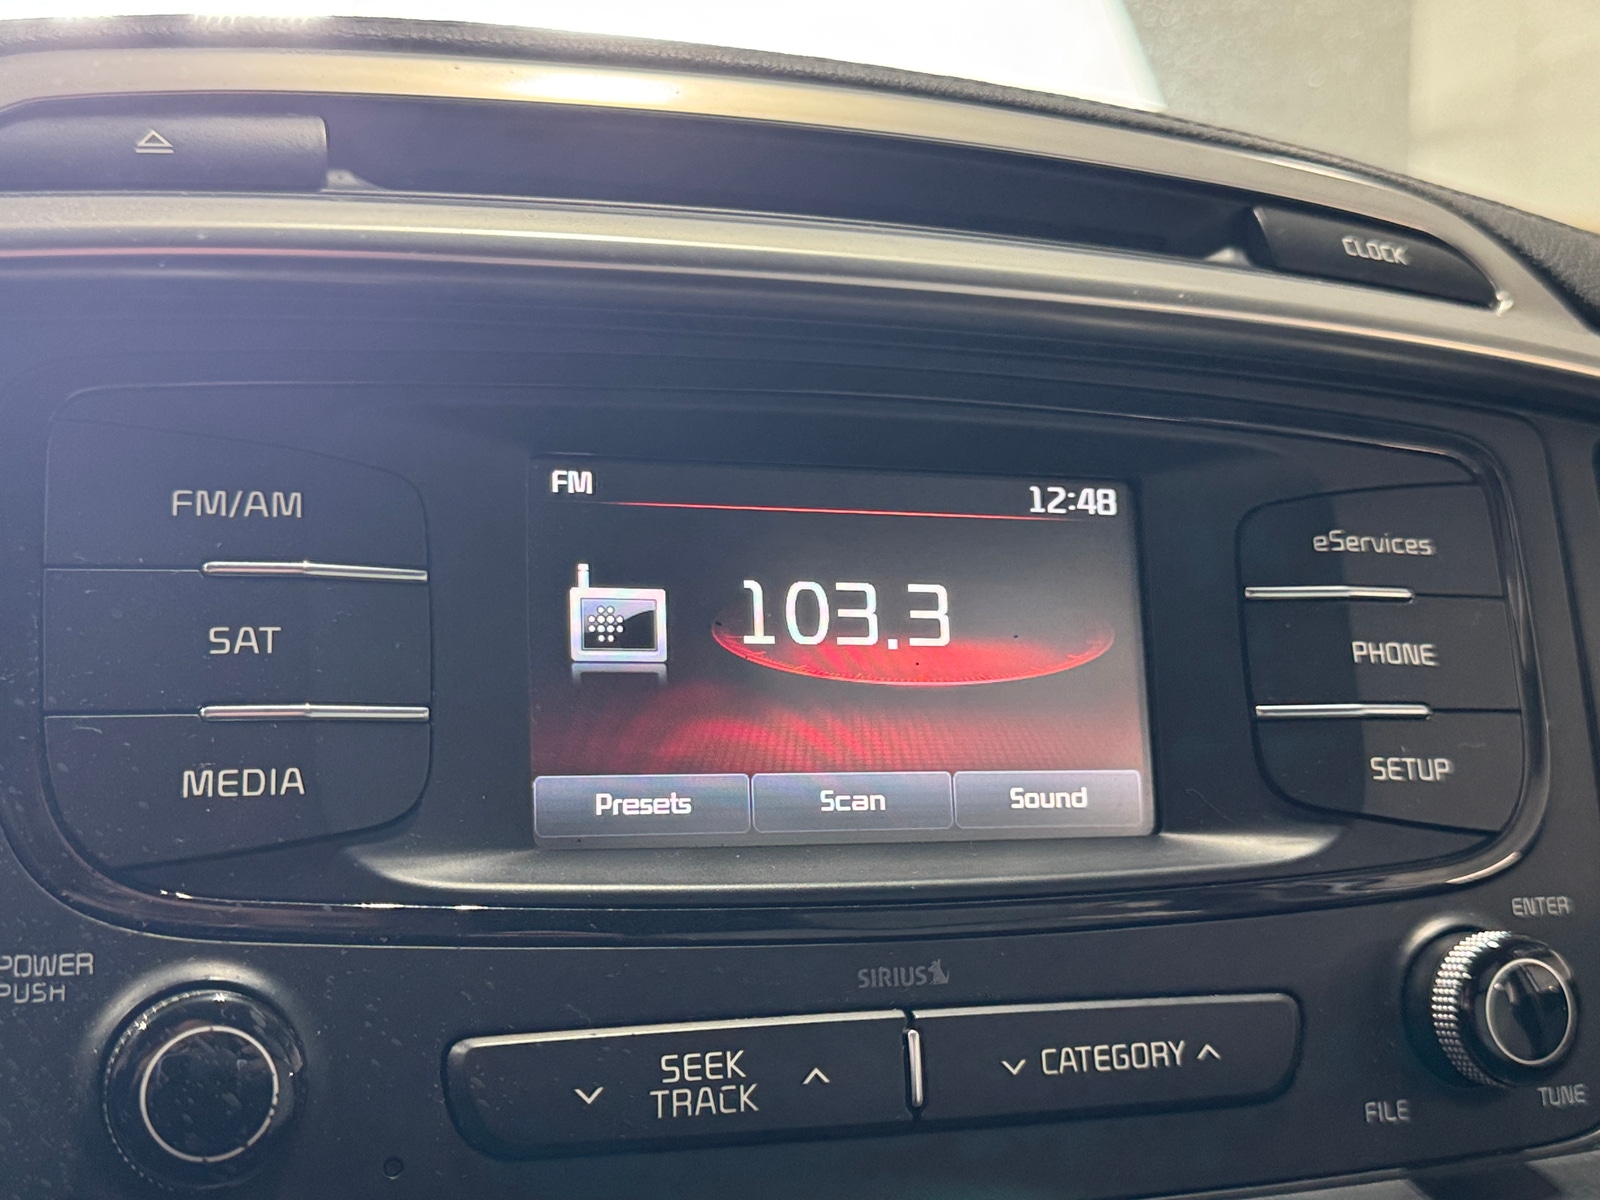 CLOCK
FM
12:48
FM/AM
SAT
MEDIA
103.3
Presets
Scan
Sound
eServices
PHONE
SETUP
POWER
PUSH
SIRIUS
SEEK
TRACK
CATEGORY
ENTER
TUNE
FILE